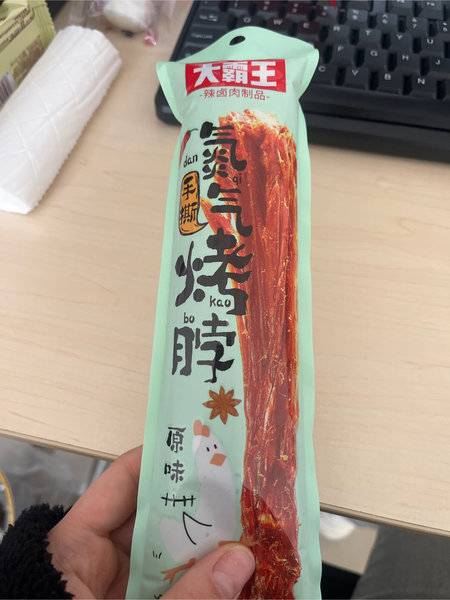 大霸王
-辣卤肉制品-
dan
氮
qi
气
手撕
烤
kao
bo
脖
原味